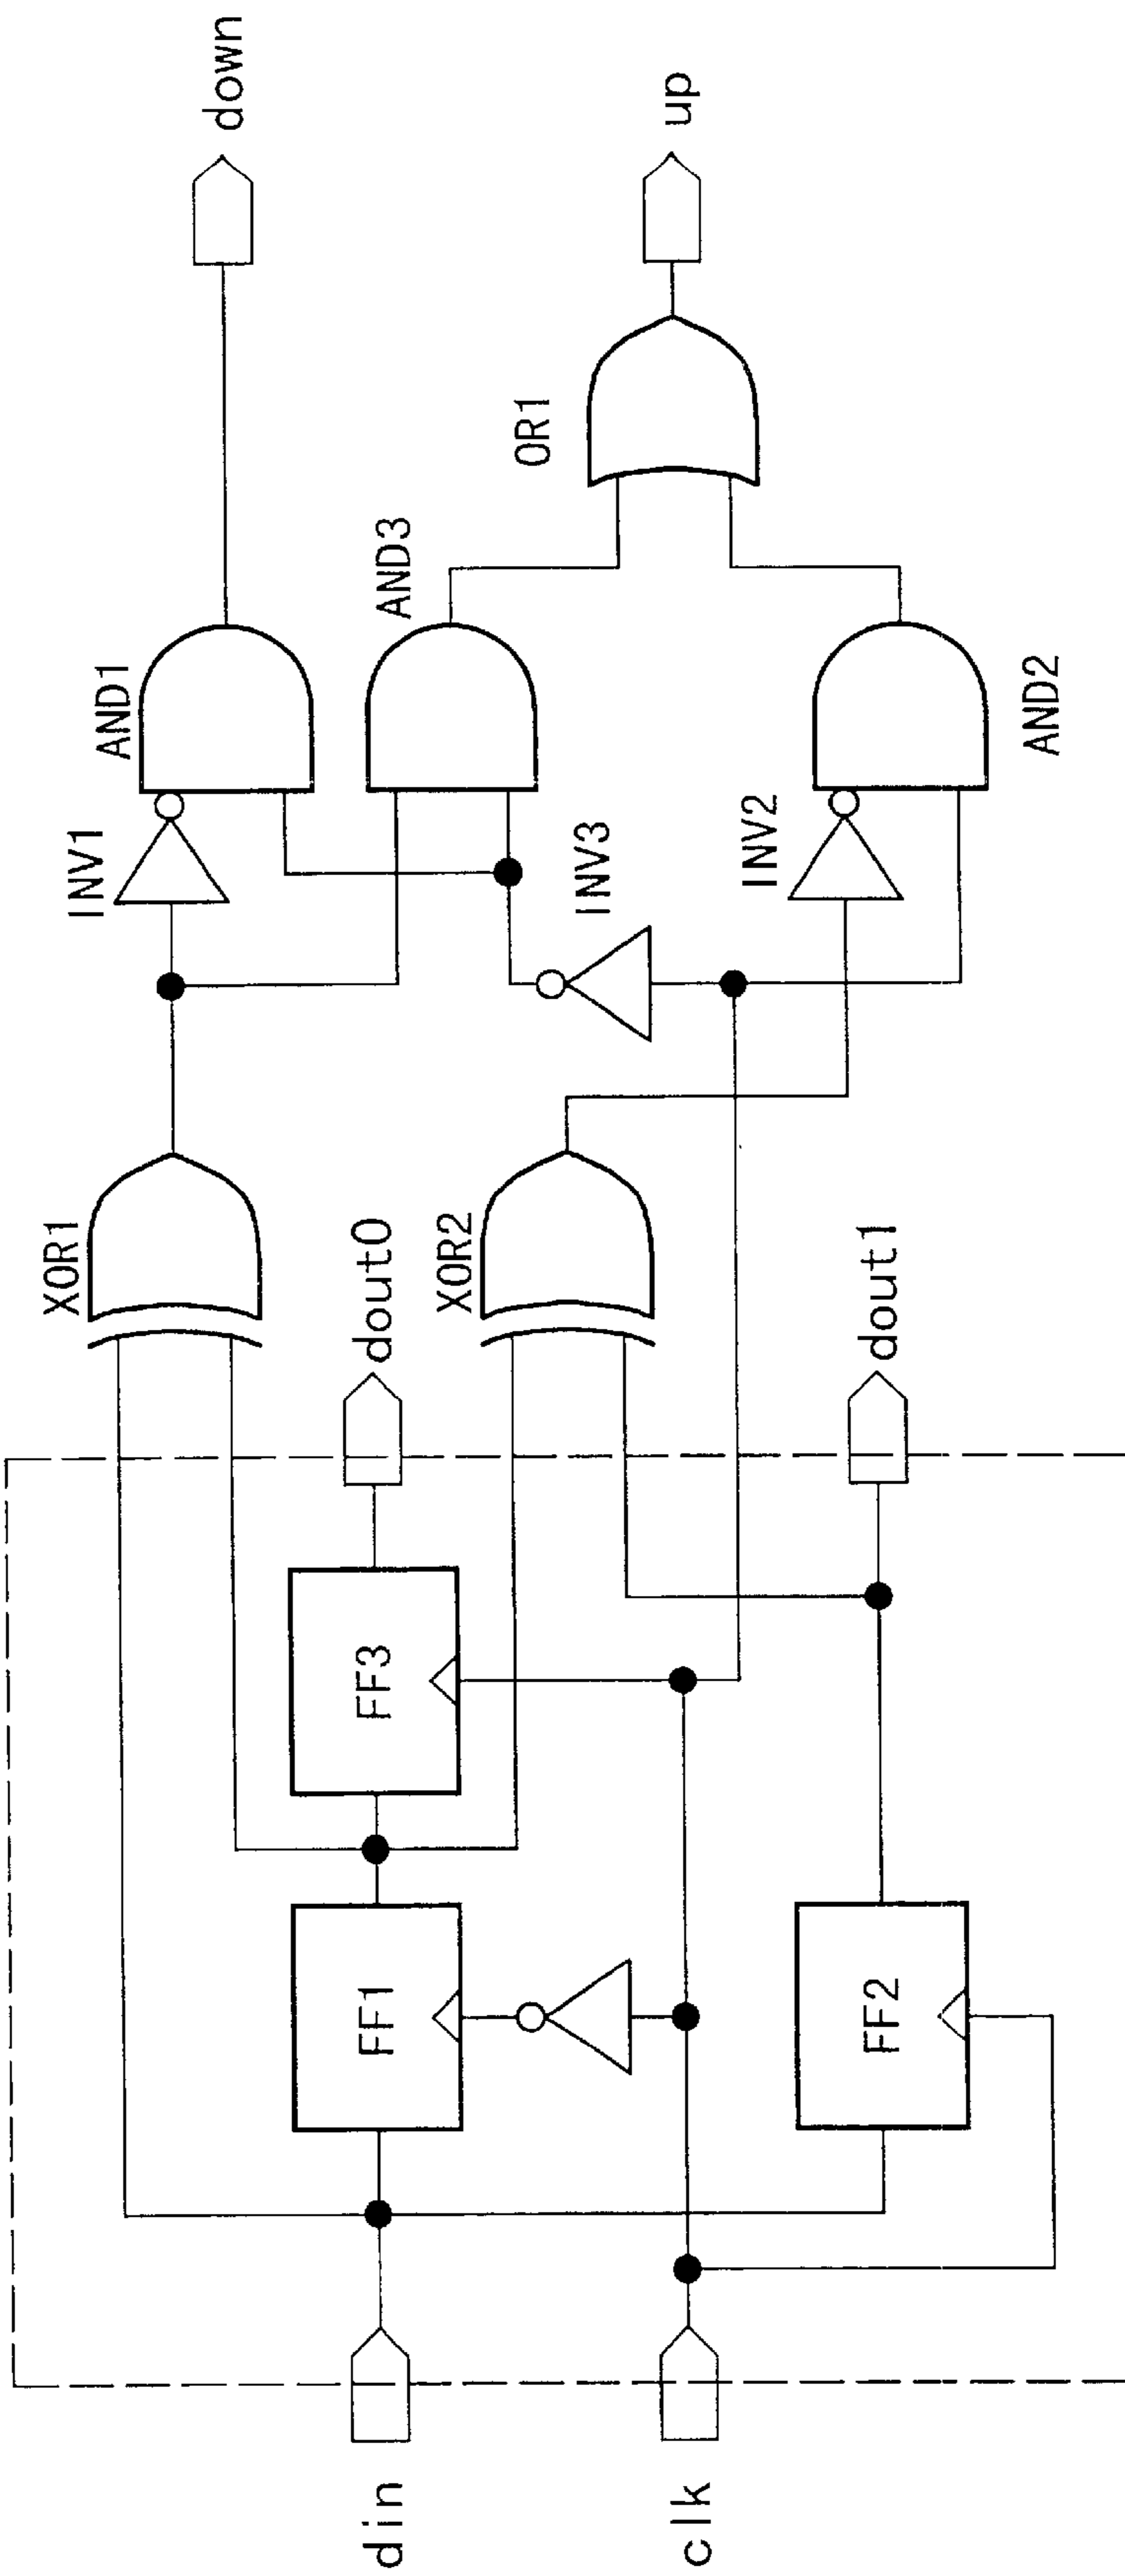 din
clk
FF1
FF2
FF3
dout0
dout1
XOR1
XOR2
INV1
INV3
INV2
AND1
AND3
AND2
OR1
down
up